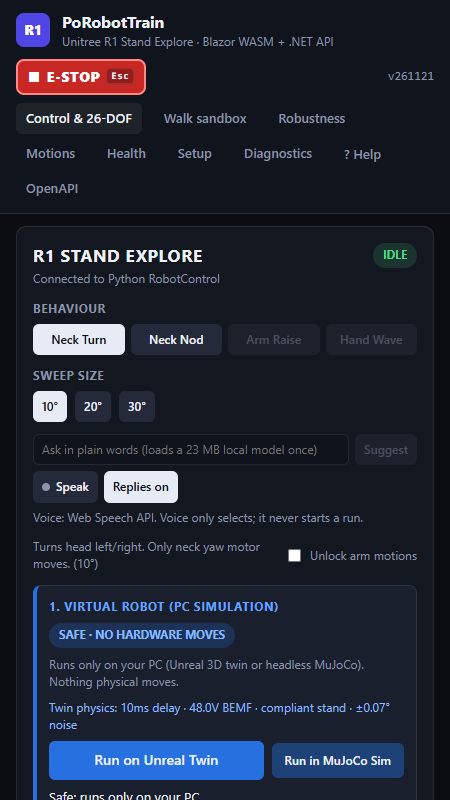 R1
PoRobotTrain
Unitree R1 Stand Explore · Blazor WASM + .NET API
E-STOP Esc
v261121
Control & 26-DOF Walk sandbox Robustness
Motions Health Setup Diagnostics ? Help
OpenAPI
R1 STAND EXPLORE
IDLE
Connected to Python RobotControl
BEHAVIOUR
Neck Turn Neck Nod Arm Raise Hand Wave
SWEEP SIZE
10° 20° 30°
Ask in plain words (loads a 23 MB local model once) Suggest
Speak Replies on
Voice: Web Speech API. Voice only selects; it never starts a run.
Turns head left/right. Only neck yaw motor
moves. (10°)
Unlock arm motions
1. VIRTUAL ROBOT (PC SIMULATION)
SAFE · NO HARDWARE MOVES
Runs only on your PC (Unreal 3D twin or headless MuJoCo).
Nothing physical moves.
Twin physics: 10ms delay · 48.0V BEMF · compliant stand · ±0.07°
noise
Run on Unreal Twin Run in MuJoCo Sim
Safe: runs only on your PC